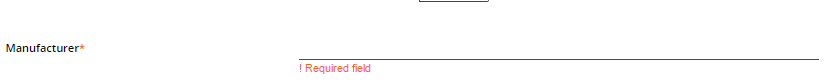 Manufacturer*
! Required field